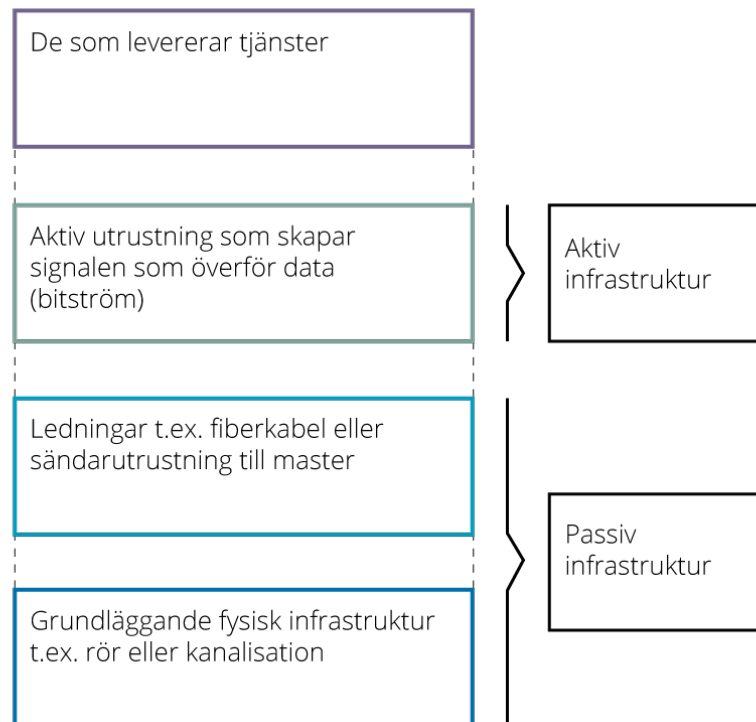 De som levererar tjänster
Aktiv utrustning som skapar
signalen som överför data
(bitström)
Aktiv
infrastruktur
Ledningar t.ex. fiberkabel eller
sändarutrustning till master
Passiv
infrastruktur
Grundläggande fysisk infrastruktur
t.ex. rör eller kanalisation